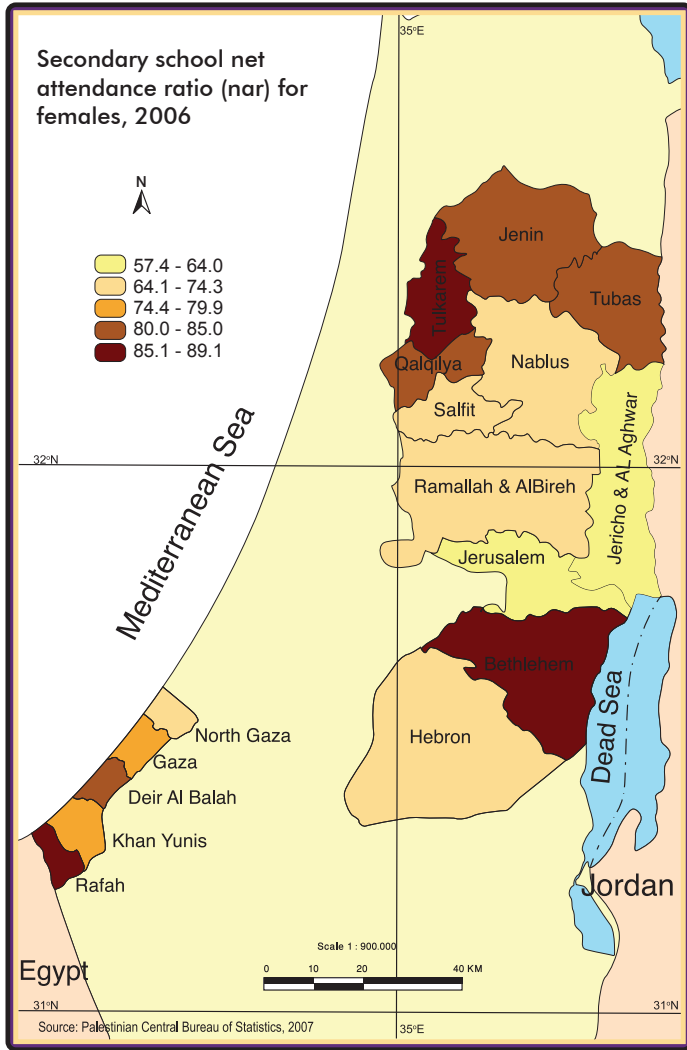 35°E
Secondary school net
attendance ratio (nar) for
females, 2006
N
57.4 - 64.0
64.1 - 74.3
74.4 - 79.9
80.0 - 85.0
85.1 - 89.1
Jenin
Tubas
Tulkarem
Qalqilya
Nablus
Salfit
Jericho & AL Aghwar
32°N
32°N
Ramallah & AlBireh
Jerusalem
Mediterranean Sea
Bethlehem
Hebron
Dead Sea
North Gaza
Gaza
Deir Al Balah
Khan Yunis
Rafah
Jordan
Egypt
Scale 1 : 900.000
0 10 20 40 KM
31°N
31°N
Source: Palestinian Central Bureau of Statistics, 2007
35°E